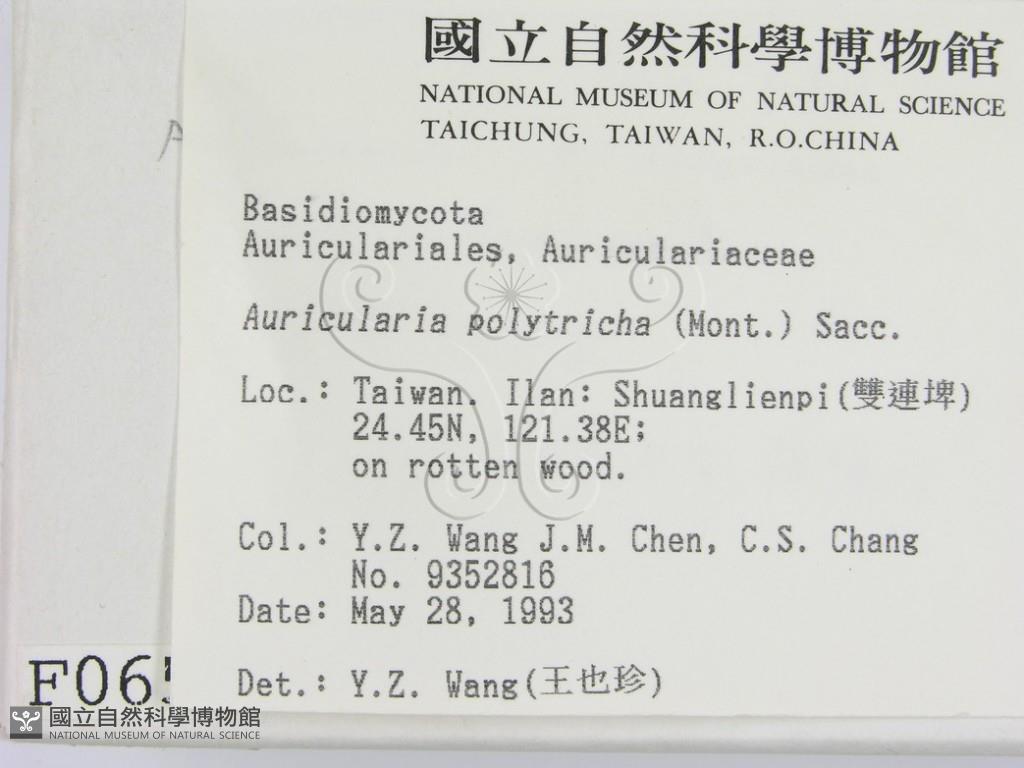 國立自然科學博物館
NATIONAL MUSEUM OF NATURAL SCIENCE
TAICHUNG, TAIWAN, R.O.CHINA
Basidiomycota
Auriculariales, Auriculariaceae
Auricularia polytricha (Mont.) Sacc.
Loc.: Taiwan. Ilan: Shuanglienpi(雙連埤)
24.45N, 121.38E;
on rotten wood.
Col.: Y.Z. Wang J.M. Chen, C.S. Chang
No. 9352816
Date: May 28, 1993
Det.: Y.Z. Wang(王也珍)
F065
國立自然科學博物館
NATIONAL MUSEUM OF NATURAL SCIENCE